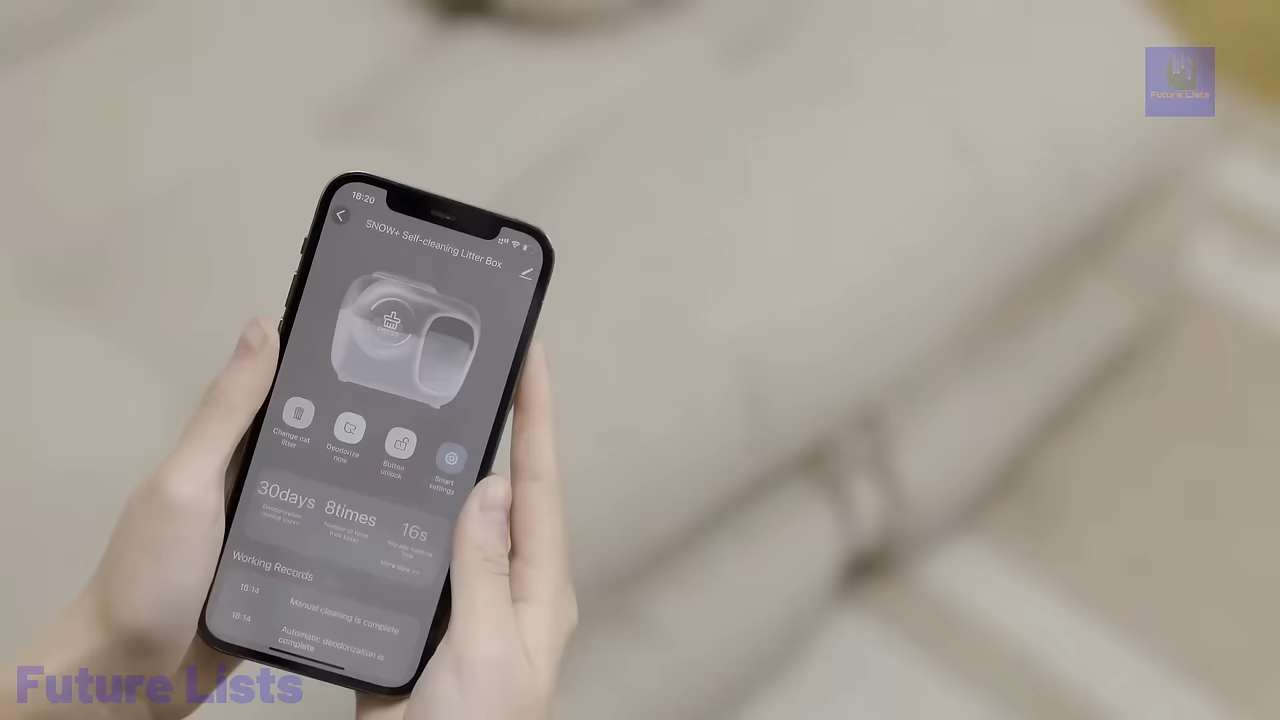 Future Lists
18:20
SNOW+ Self-cleaning Litter Box
Change cat
litter
Deodorize
now
Button
unlock
Smart
settings
30days
8times
16s
Working Records
18:14
Manual cleaning is complete
18:14
Automatic deodorization is
complete
Future Lists